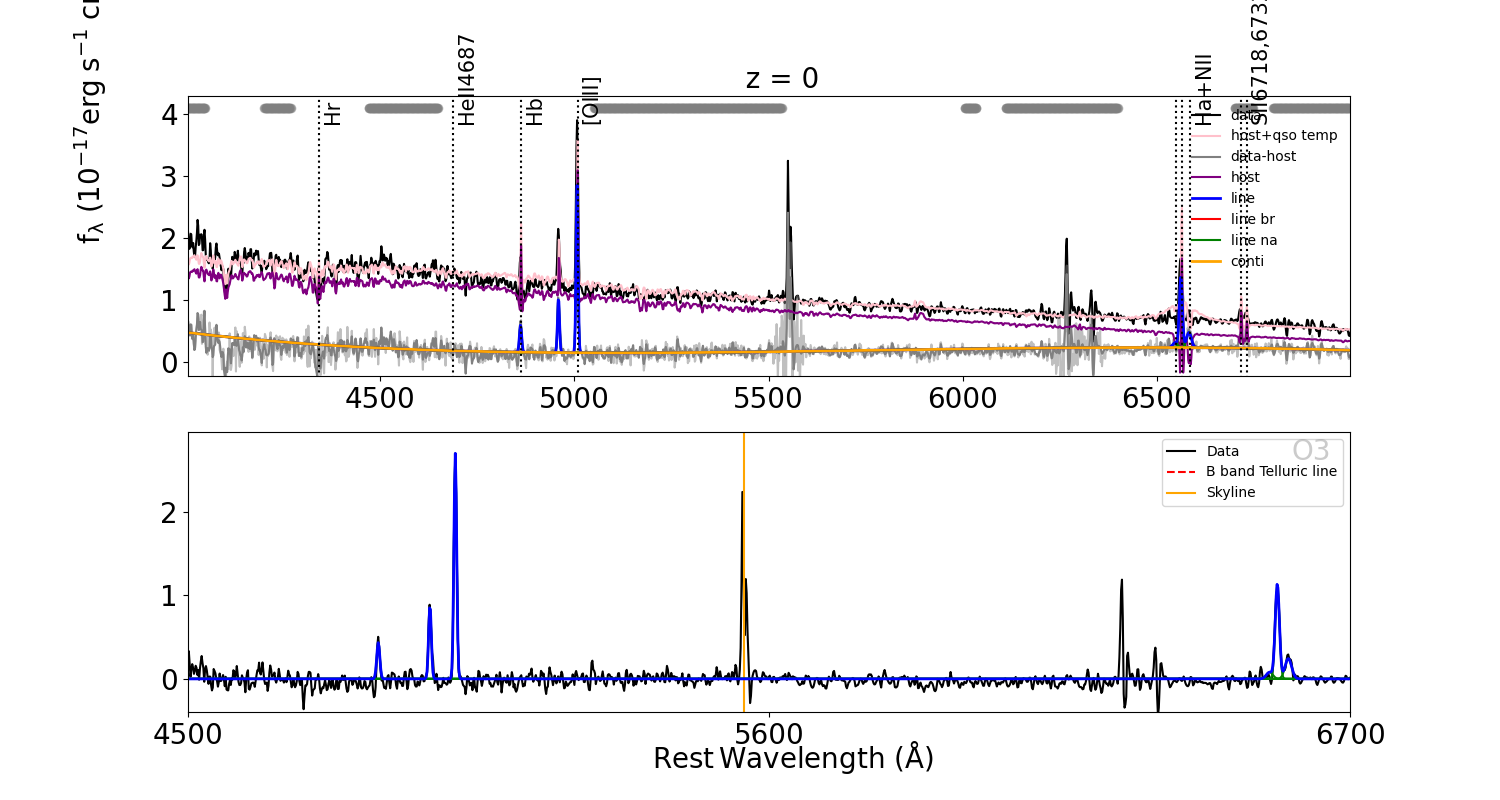 z = 0
f_λ (10^−17 erg s^−1 c
4
3
2
1
0
Hr
HeII4687
Hb
[OIII]
Ha+NII
SII6718,673
data
host+qso temp
data-host
host
line
line br
line na
conti
4500 5000 5500 6000 6500
O3
Data
B band Telluric line
Skyline
2
1
0
4500 5600 6700
Rest Wavelength (Å)